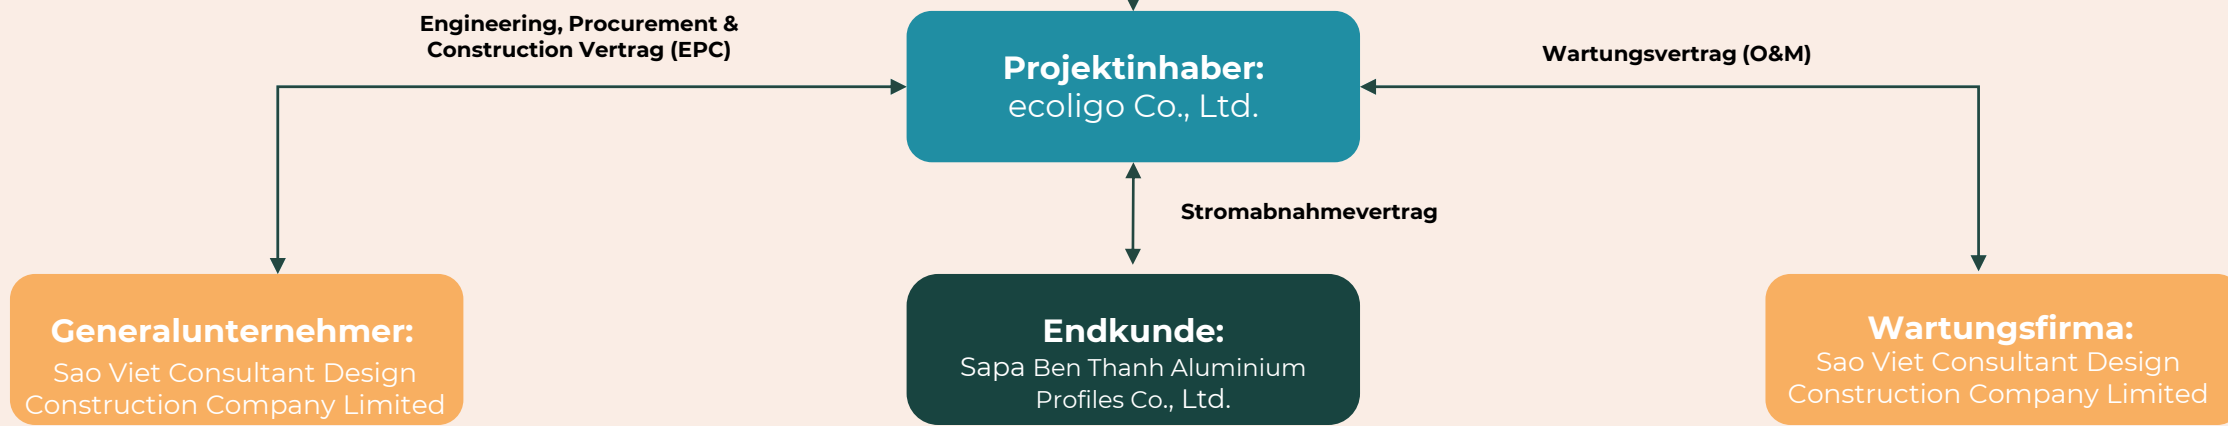 Engineering, Procurement &
Construction Vertrag (EPC)
Projektinhaber:
ecoligo Co., Ltd.
Wartungsvertrag (O&M)
Stromabnahmevertrag
Generalunternehmer:
Sao Viet Consultant Design
Construction Company Limited
Endkunde:
Sapa Ben Thanh Aluminium
Profiles Co., Ltd.
Wartungsfirma:
Sao Viet Consultant Design
Construction Company Limited